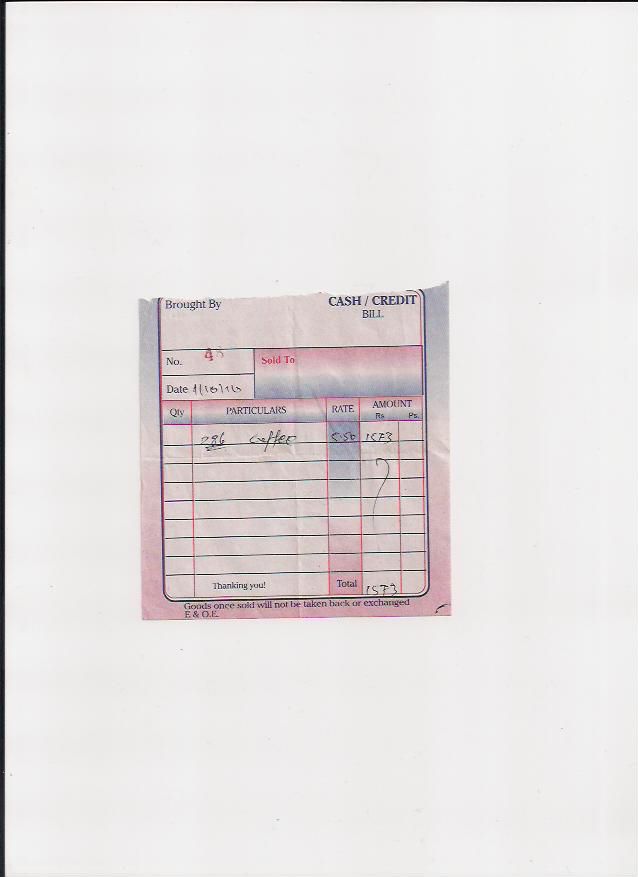 Brought By CASH / CREDIT
BILL
No. 48
Sold To
Date 1/10/16
Qty PARTICULARS RATE AMOUNT
Rs Ps.
286 Coffee 5.50 1573
Thanking you! Total 1573
Goods once sold will not be taken back or exchanged
E & O.E.